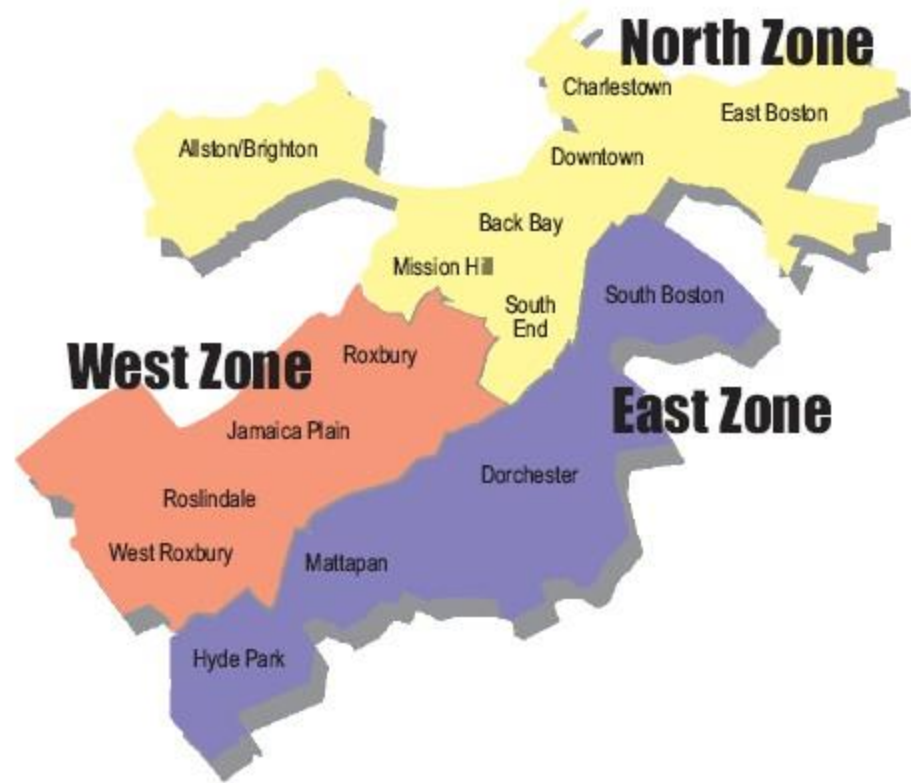 North Zone
Charlestown
East Boston
Allston/Brighton
Downtown
Back Bay
Mission Hill
South Boston
South
End
West Zone
Roxbury
East Zone
Jamaica Plain
Dorchester
Roslindale
West Roxbury
Mattapan
Hyde Park